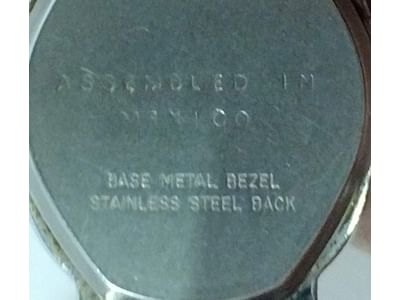 ASSEMBLED IN
MEXICO
BASE METAL BEZEL
STAINLESS STEEL BACK